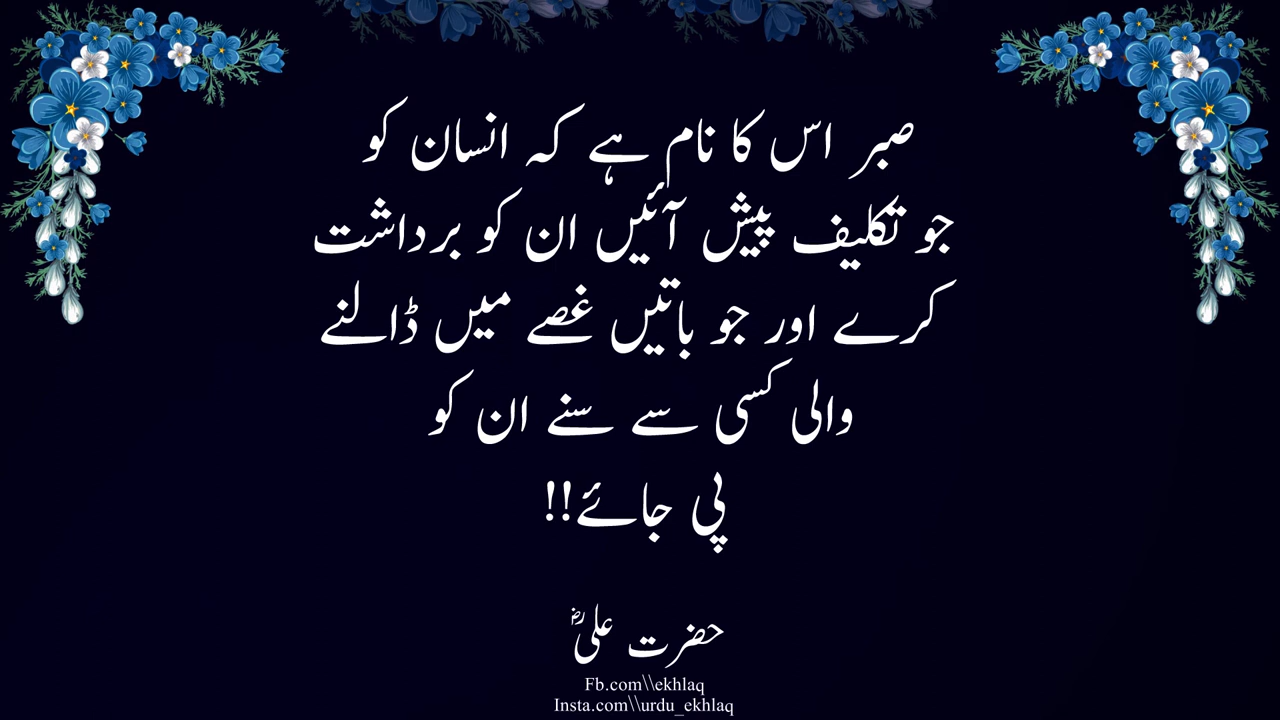 صبر اس کا نام ہے کہ انسان کو
جو تکلیف پیش آئیں ان کو برداشت
کرے اور جو باتیں غصے میں ڈالنے
والی کسی سے سنے ان کو
پی جائے!!
حضرت علیؓ
Fb.com\\ekhlaq
Insta.com\\urdu_ekhlaq